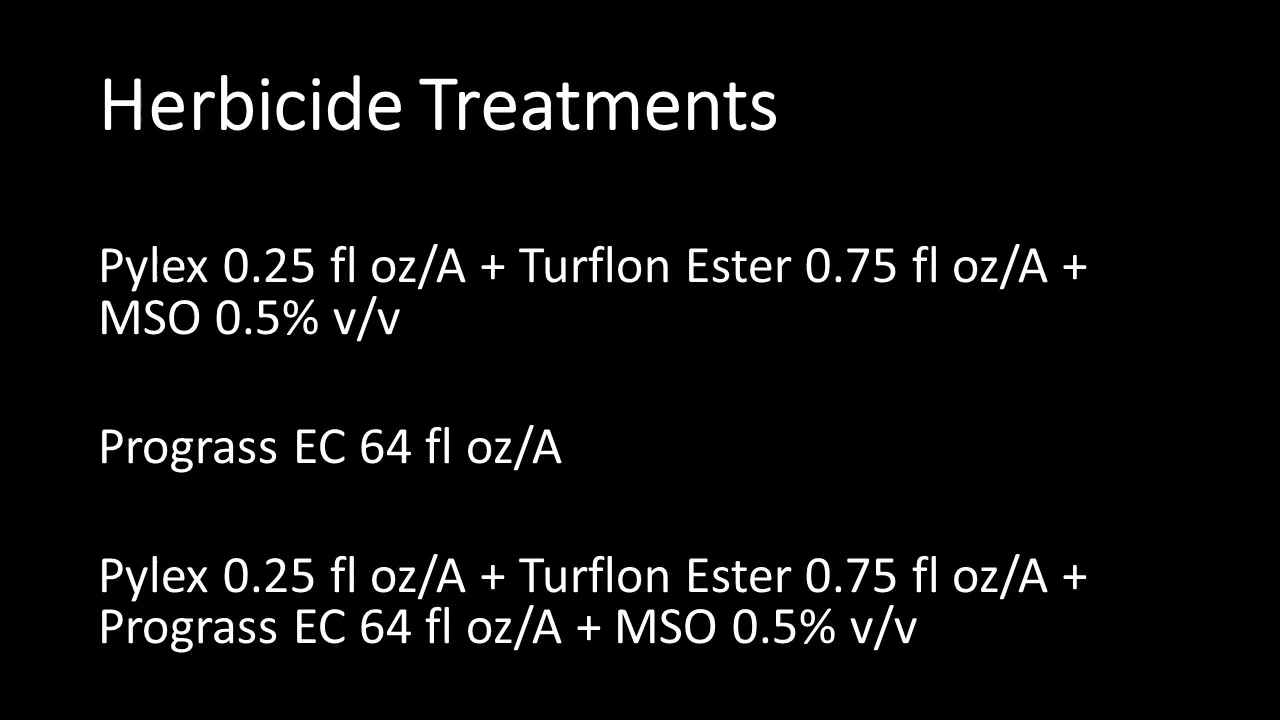 Herbicide Treatments
Pylex 0.25 fl oz/A + Turflon Ester 0.75 fl oz/A +
MSO 0.5% v/v
Prograss EC 64 fl oz/A
Pylex 0.25 fl oz/A + Turflon Ester 0.75 fl oz/A +
Prograss EC 64 fl oz/A + MSO 0.5% v/v